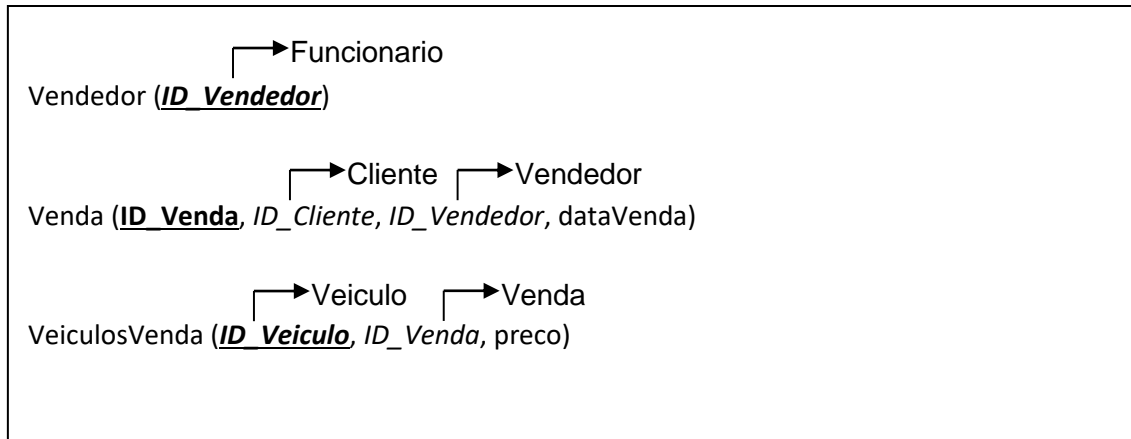 Funcionario
Vendedor (ID_Vendedor)
Cliente Vendedor
Venda (ID_Venda, ID_Cliente, ID_Vendedor, dataVenda)
Veiculo Venda
VeiculosVenda (ID_Veiculo, ID_Venda, preco)